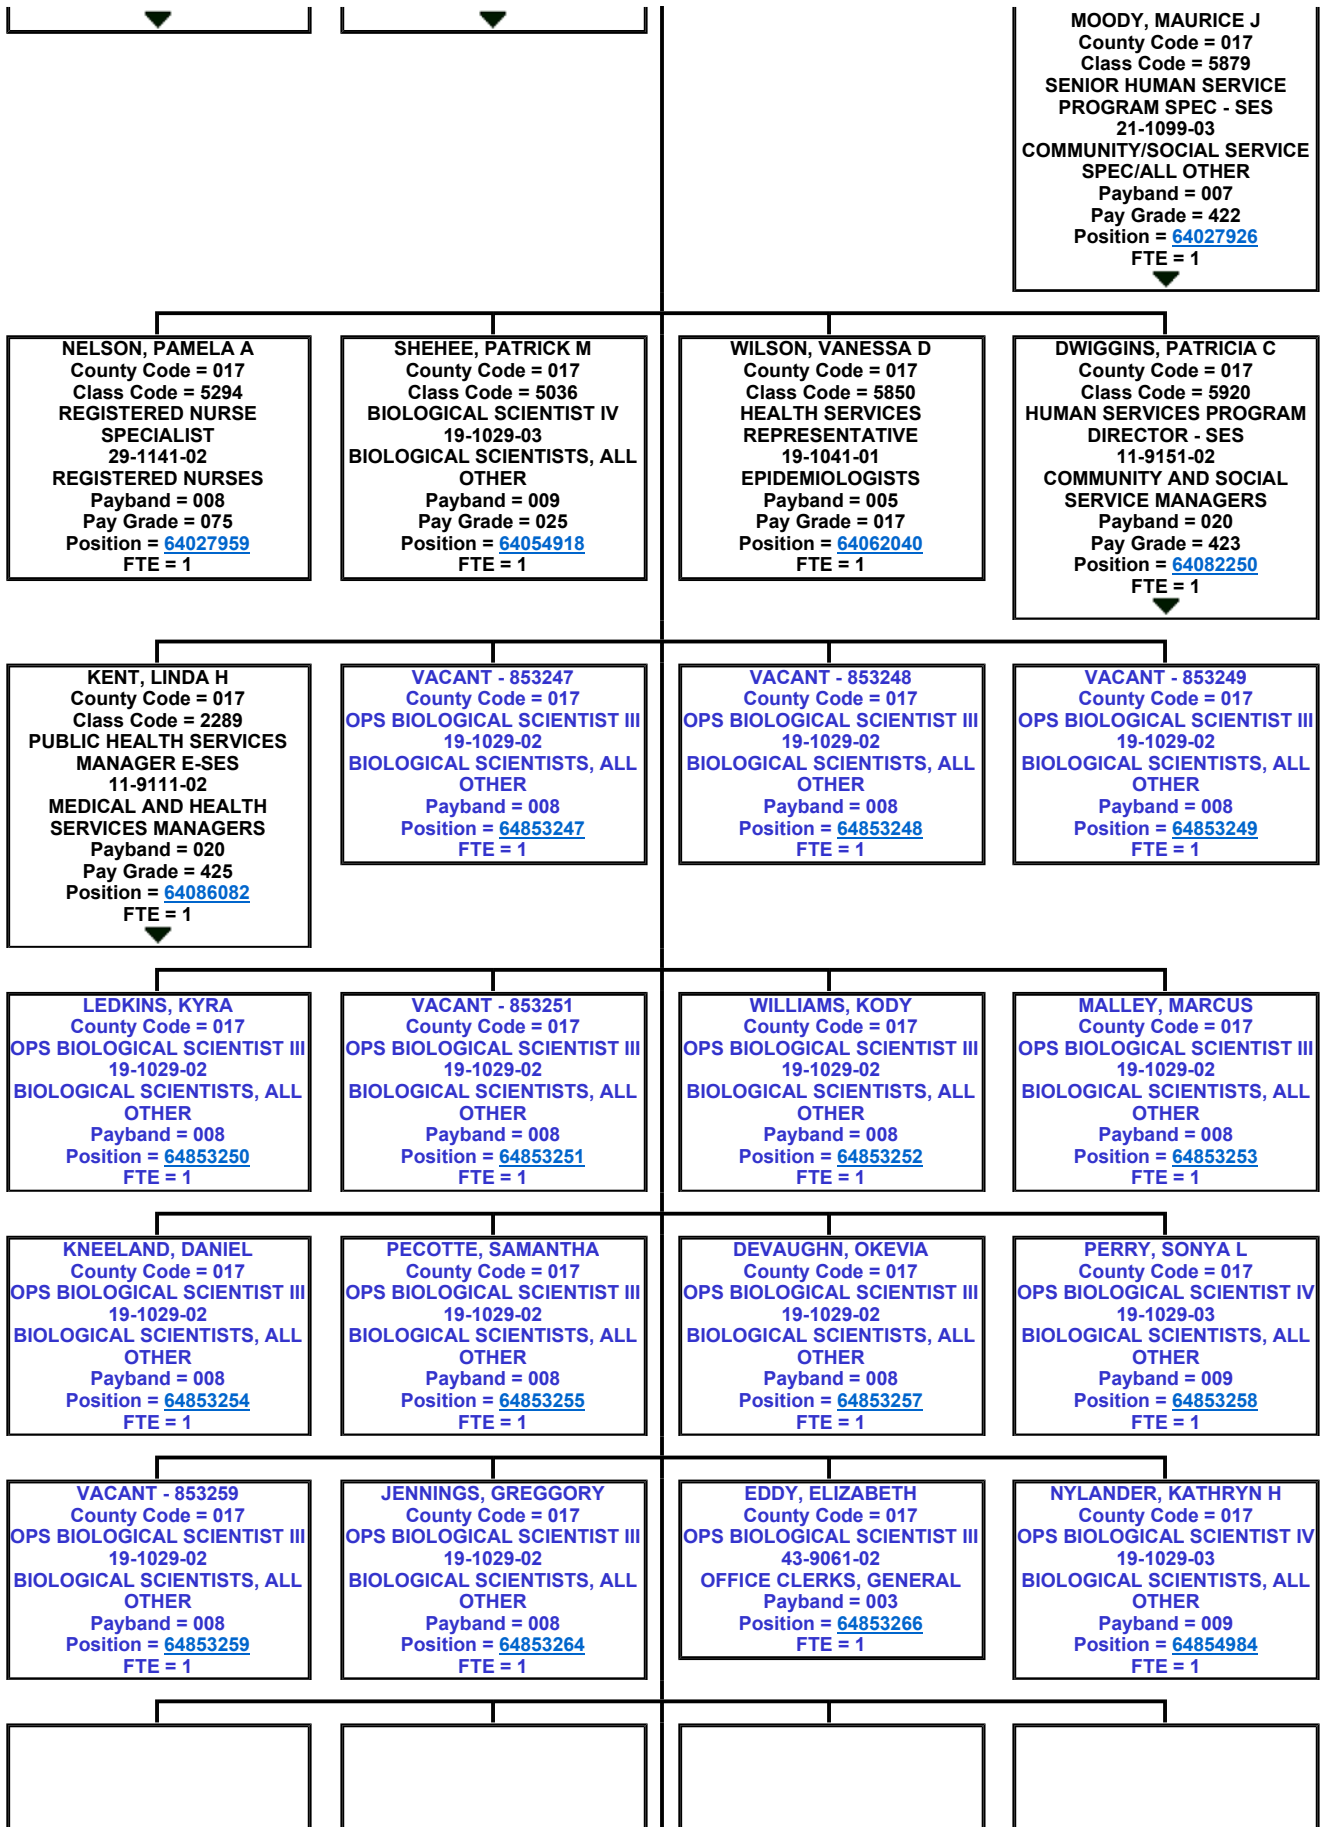 MOODY, MAURICE J
County Code = 017
Class Code = 5879
SENIOR HUMAN SERVICE
PROGRAM SPEC - SES
21-1099-03
COMMUNITY/SOCIAL SERVICE
SPEC/ALL OTHER
Payband = 007
Pay Grade = 422
Position = 64027926
FTE = 1
NELSON, PAMELA A
County Code = 017
Class Code = 5294
REGISTERED NURSE
SPECIALIST
29-1141-02
REGISTERED NURSES
Payband = 008
Pay Grade = 075
Position = 64027959
FTE = 1
SHEHEE, PATRICK M
County Code = 017
Class Code = 5036
BIOLOGICAL SCIENTIST IV
19-1029-03
BIOLOGICAL SCIENTISTS, ALL
OTHER
Payband = 009
Pay Grade = 025
Position = 64054918
FTE = 1
WILSON, VANESSA D
County Code = 017
Class Code = 5850
HEALTH SERVICES
REPRESENTATIVE
19-1041-01
EPIDEMIOLOGISTS
Payband = 005
Pay Grade = 017
Position = 64062040
FTE = 1
DWIGGINS, PATRICIA C
County Code = 017
Class Code = 5920
HUMAN SERVICES PROGRAM
DIRECTOR - SES
11-9151-02
COMMUNITY AND SOCIAL
SERVICE MANAGERS
Payband = 020
Pay Grade = 423
Position = 64082250
FTE = 1
KENT, LINDA H
County Code = 017
Class Code = 2289
PUBLIC HEALTH SERVICES
MANAGER E-SES
11-9111-02
MEDICAL AND HEALTH
SERVICES MANAGERS
Payband = 020
Pay Grade = 425
Position = 64086082
FTE = 1
VACANT - 853247
County Code = 017
OPS BIOLOGICAL SCIENTIST III
19-1029-02
BIOLOGICAL SCIENTISTS, ALL
OTHER
Payband = 008
Position = 64853247
FTE = 1
VACANT - 853248
County Code = 017
OPS BIOLOGICAL SCIENTIST III
19-1029-02
BIOLOGICAL SCIENTISTS, ALL
OTHER
Payband = 008
Position = 64853248
FTE = 1
VACANT - 853249
County Code = 017
OPS BIOLOGICAL SCIENTIST III
19-1029-02
BIOLOGICAL SCIENTISTS, ALL
OTHER
Payband = 008
Position = 64853249
FTE = 1
LEDKINS, KYRA
County Code = 017
OPS BIOLOGICAL SCIENTIST III
19-1029-02
BIOLOGICAL SCIENTISTS, ALL
OTHER
Payband = 008
Position = 64853250
FTE = 1
VACANT - 853251
County Code = 017
OPS BIOLOGICAL SCIENTIST III
19-1029-02
BIOLOGICAL SCIENTISTS, ALL
OTHER
Payband = 008
Position = 64853251
FTE = 1
WILLIAMS, KODY
County Code = 017
OPS BIOLOGICAL SCIENTIST III
19-1029-02
BIOLOGICAL SCIENTISTS, ALL
OTHER
Payband = 008
Position = 64853252
FTE = 1
MALLEY, MARCUS
County Code = 017
OPS BIOLOGICAL SCIENTIST III
19-1029-02
BIOLOGICAL SCIENTISTS, ALL
OTHER
Payband = 008
Position = 64853253
FTE = 1
KNEELAND, DANIEL
County Code = 017
OPS BIOLOGICAL SCIENTIST III
19-1029-02
BIOLOGICAL SCIENTISTS, ALL
OTHER
Payband = 008
Position = 64853254
FTE = 1
PECOTTE, SAMANTHA
County Code = 017
OPS BIOLOGICAL SCIENTIST III
19-1029-02
BIOLOGICAL SCIENTISTS, ALL
OTHER
Payband = 008
Position = 64853255
FTE = 1
DEVAUGHN, OKEVIA
County Code = 017
OPS BIOLOGICAL SCIENTIST III
19-1029-02
BIOLOGICAL SCIENTISTS, ALL
OTHER
Payband = 008
Position = 64853257
FTE = 1
PERRY, SONYA L
County Code = 017
OPS BIOLOGICAL SCIENTIST IV
19-1029-03
BIOLOGICAL SCIENTISTS, ALL
OTHER
Payband = 009
Position = 64853258
FTE = 1
VACANT - 853259
County Code = 017
OPS BIOLOGICAL SCIENTIST III
19-1029-02
BIOLOGICAL SCIENTISTS, ALL
OTHER
Payband = 008
Position = 64853259
FTE = 1
JENNINGS, GREGGORY
County Code = 017
OPS BIOLOGICAL SCIENTIST III
19-1029-02
BIOLOGICAL SCIENTISTS, ALL
OTHER
Payband = 008
Position = 64853264
FTE = 1
EDDY, ELIZABETH
County Code = 017
OPS BIOLOGICAL SCIENTIST III
43-9061-02
OFFICE CLERKS, GENERAL
Payband = 003
Position = 64853266
FTE = 1
NYLANDER, KATHRYN H
County Code = 017
OPS BIOLOGICAL SCIENTIST IV
19-1029-03
BIOLOGICAL SCIENTISTS, ALL
OTHER
Payband = 009
Position = 64854984
FTE = 1